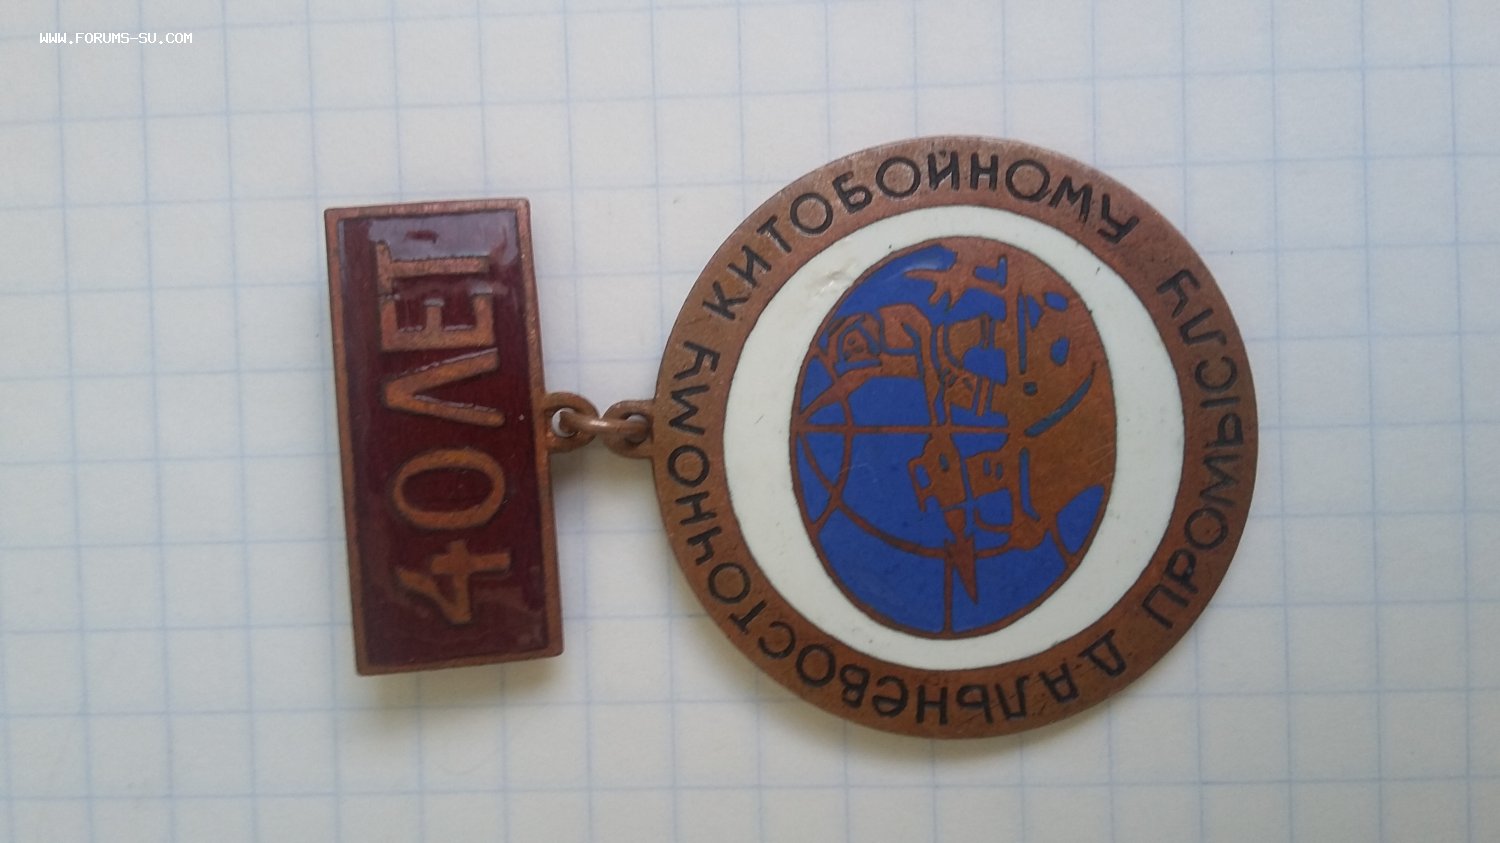 WWW.FORUMS-SU.COM
40 ЛЕТ
ДАЛЬНЕВОСТОЧНОМУ КИТОБОЙНОМУ ПРОМЫСЛУ